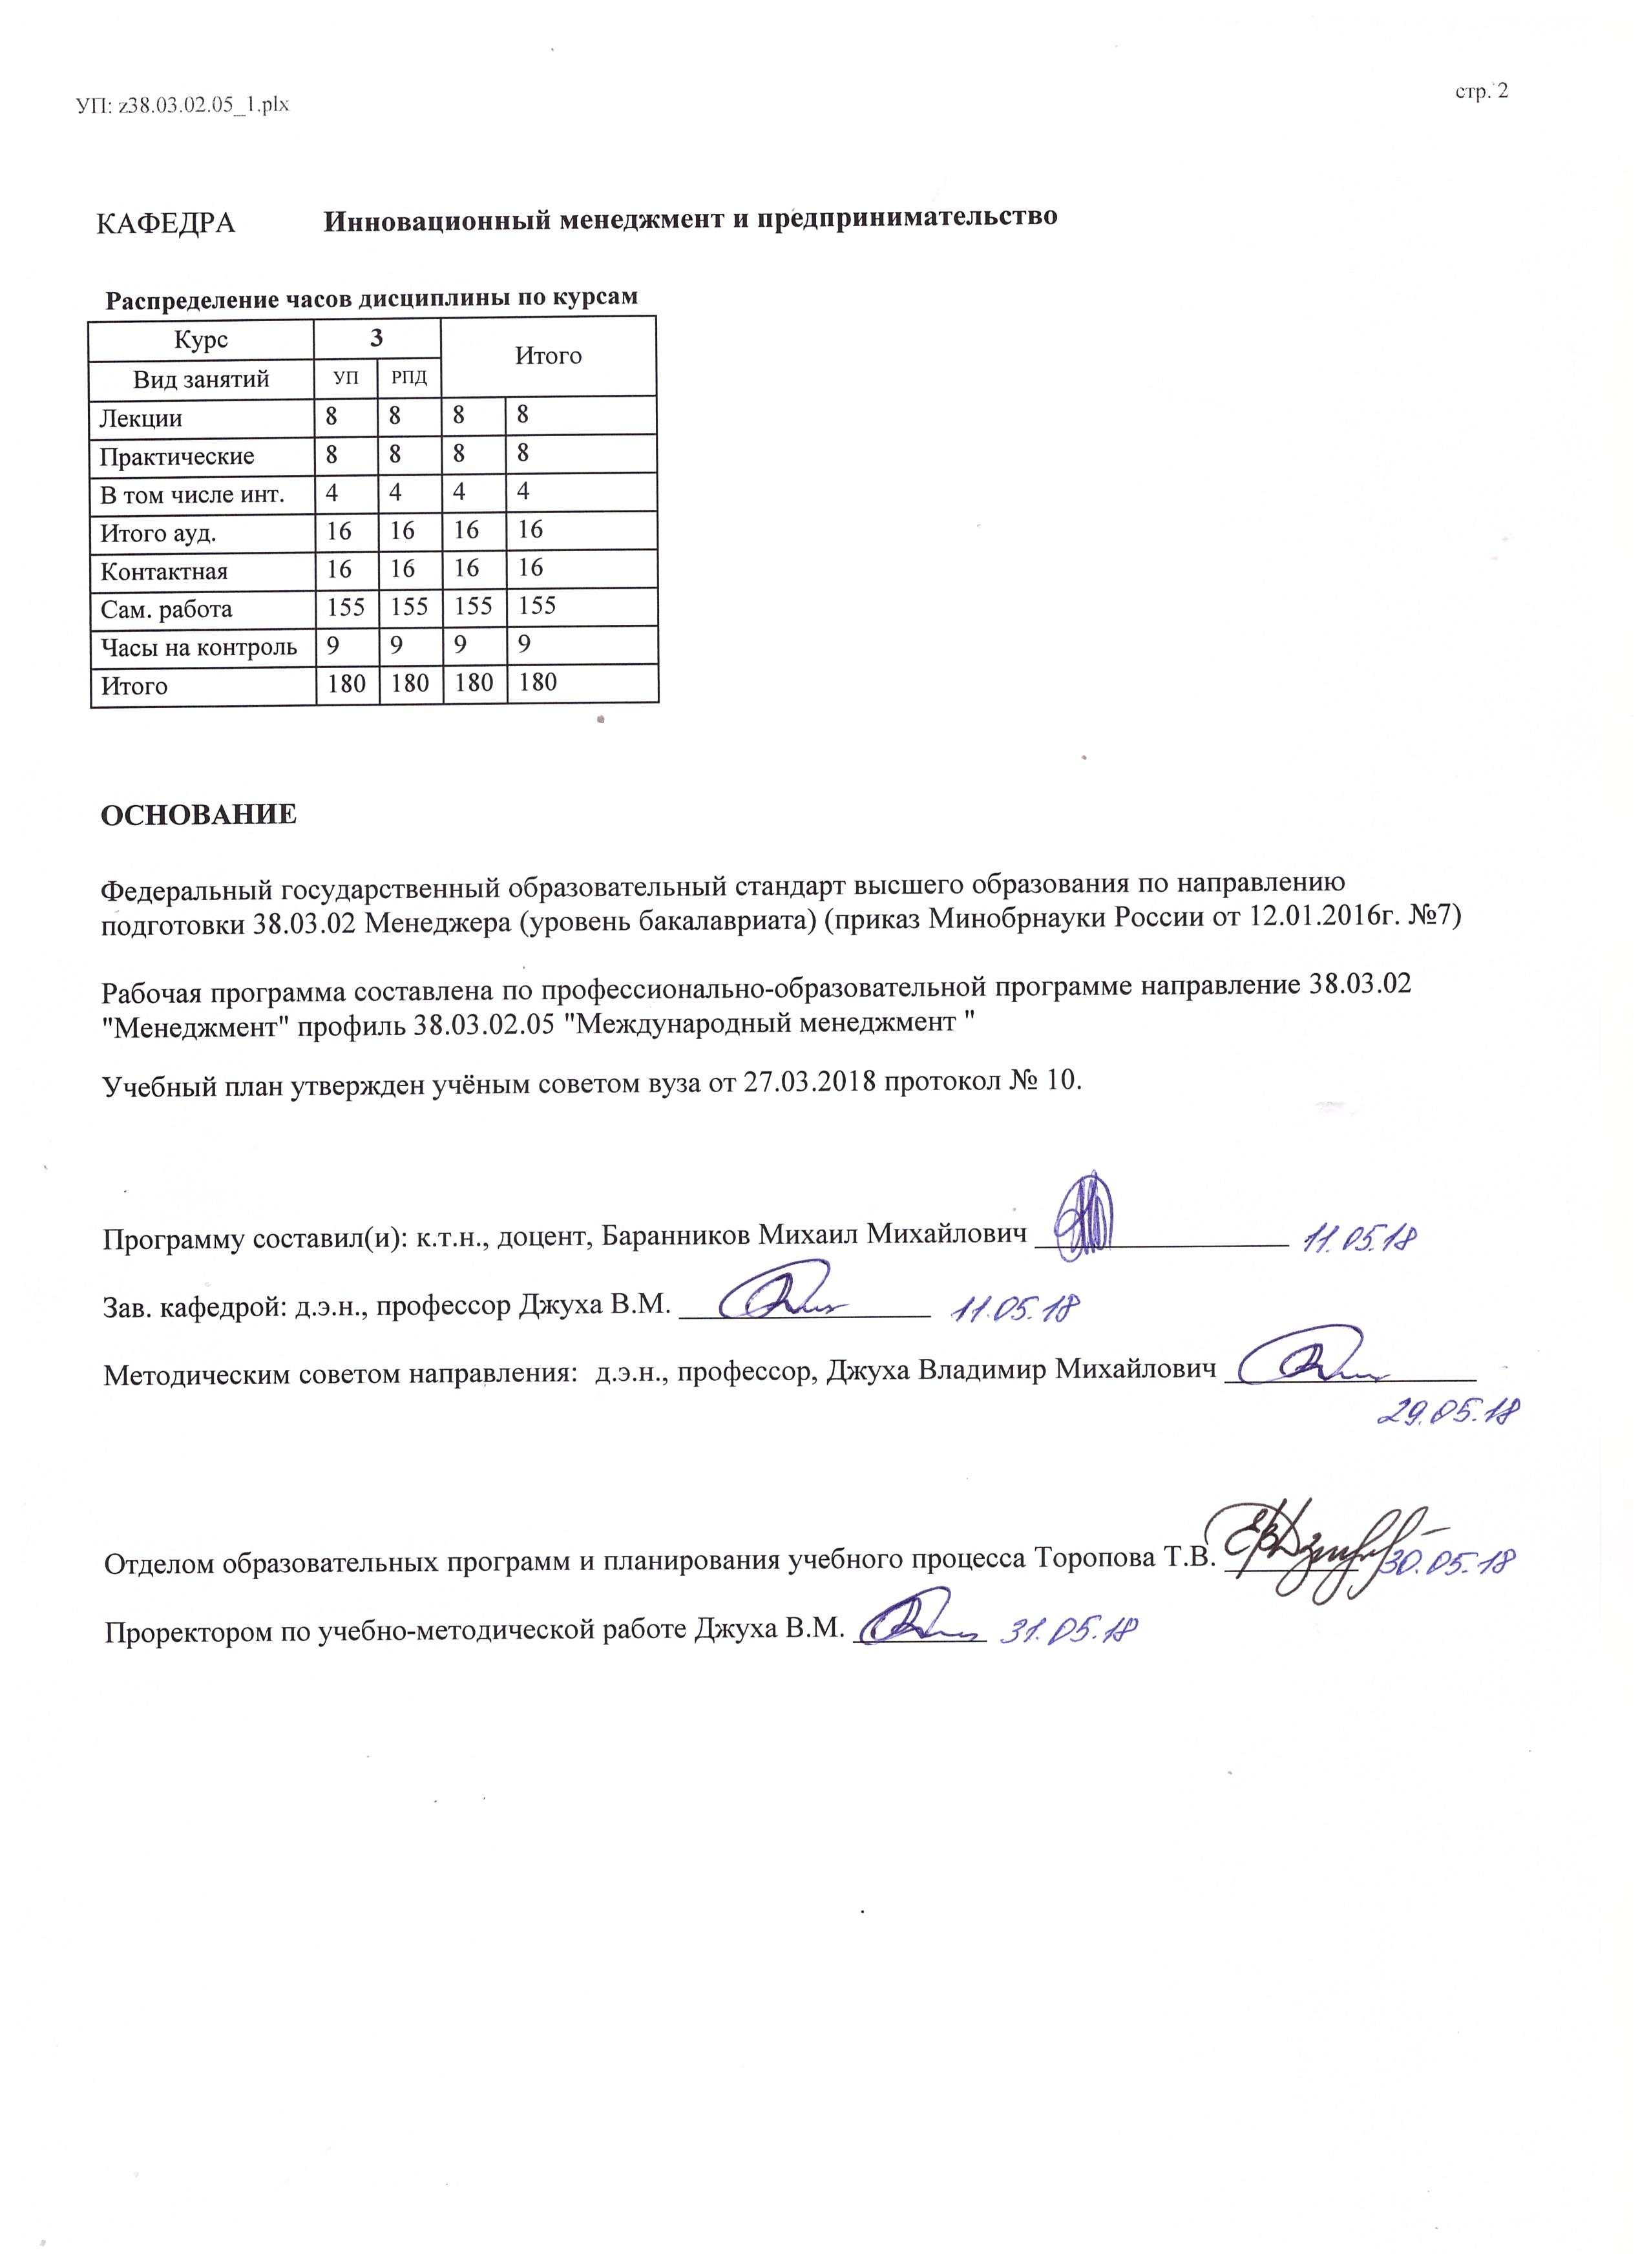 УП: z38.03.02.05_1.plx
стр. 2
КАФЕДРА Инновационный менеджмент и предпринимательство
Распределение часов дисциплины по курсам
Курс 3 Итого
Вид занятий УП РПД
Лекции 8 8 8 8
Практические 8 8 8 8
В том числе инт. 4 4 4 4
Итого ауд. 16 16 16 16
Контактная 16 16 16 16
Сам. работа 155 155 155 155
Часы на контроль 9 9 9 9
Итого 180 180 180 180
ОСНОВАНИЕ
Федеральный государственный образовательный стандарт высшего образования по направлению
подготовки 38.03.02 Менеджера (уровень бакалавриата) (приказ Минобрнауки России от 12.01.2016г. №7)
Рабочая программа составлена по профессионально-образовательной программе направление 38.03.02
"Менеджмент" профиль 38.03.02.05 "Международный менеджмент "
Учебный план утвержден учёным советом вуза от 27.03.2018 протокол № 10.
Программу составил(и): к.т.н., доцент, Баранников Михаил Михайлович 11.05.18
Зав. кафедрой: д.э.н., профессор Джуха В.М. 11.05.18
Методическим советом направления: д.э.н., профессор, Джуха Владимир Михайлович
29.05.18
Отделом образовательных программ и планирования учебного процесса Торопова Т.В. 30.05.18
Проректором по учебно-методической работе Джуха В.М. 31.05.18